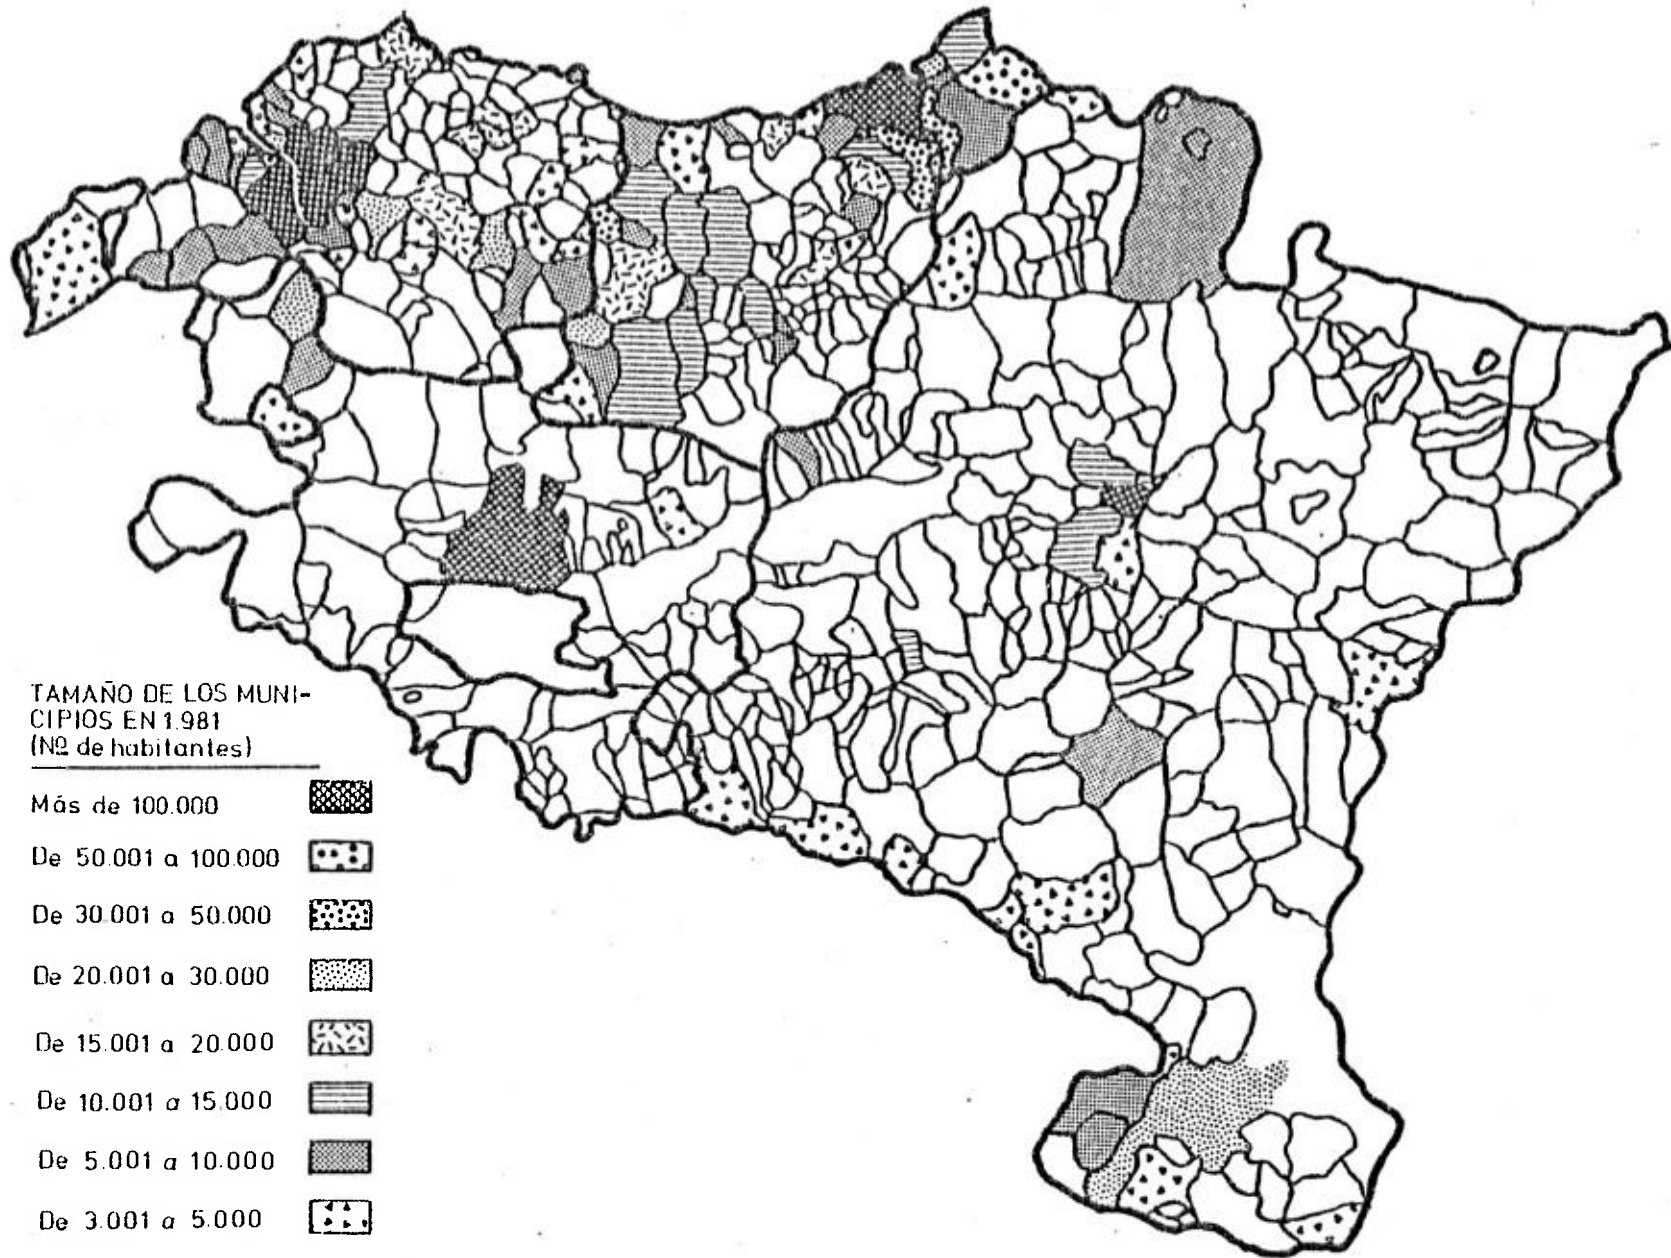 TAMAÑO DE LOS MUNI-
CIPIOS EN 1.981
(Nº de habitantes)
Más de 100.000
De 50.001 a 100.000
De 30.001 a 50.000
De 20.001 a 30.000
De 15.001 a 20.000
De 10.001 a 15.000
De 5.001 a 10.000
De 3.001 a 5.000